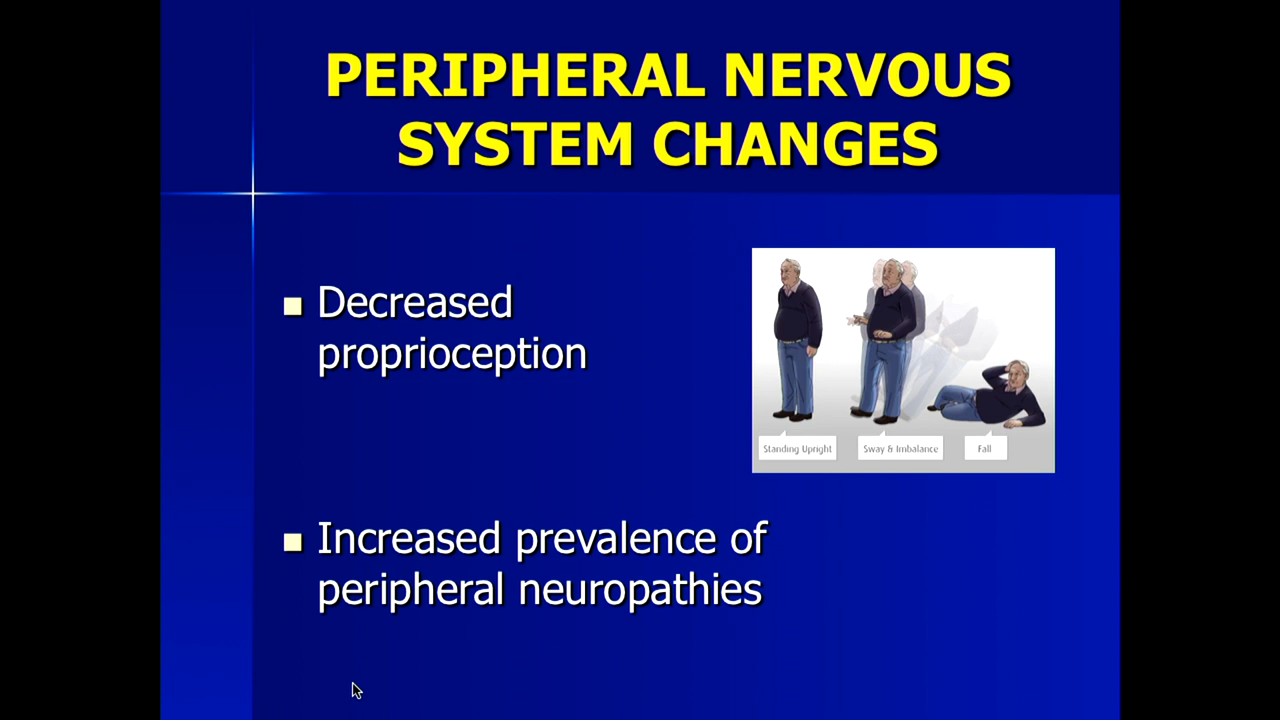 PERIPHERAL NERVOUS
SYSTEM CHANGES
Decreased
proprioception
Standing Upright
Sway & Imbalance
Fall
Increased prevalence of
peripheral neuropathies